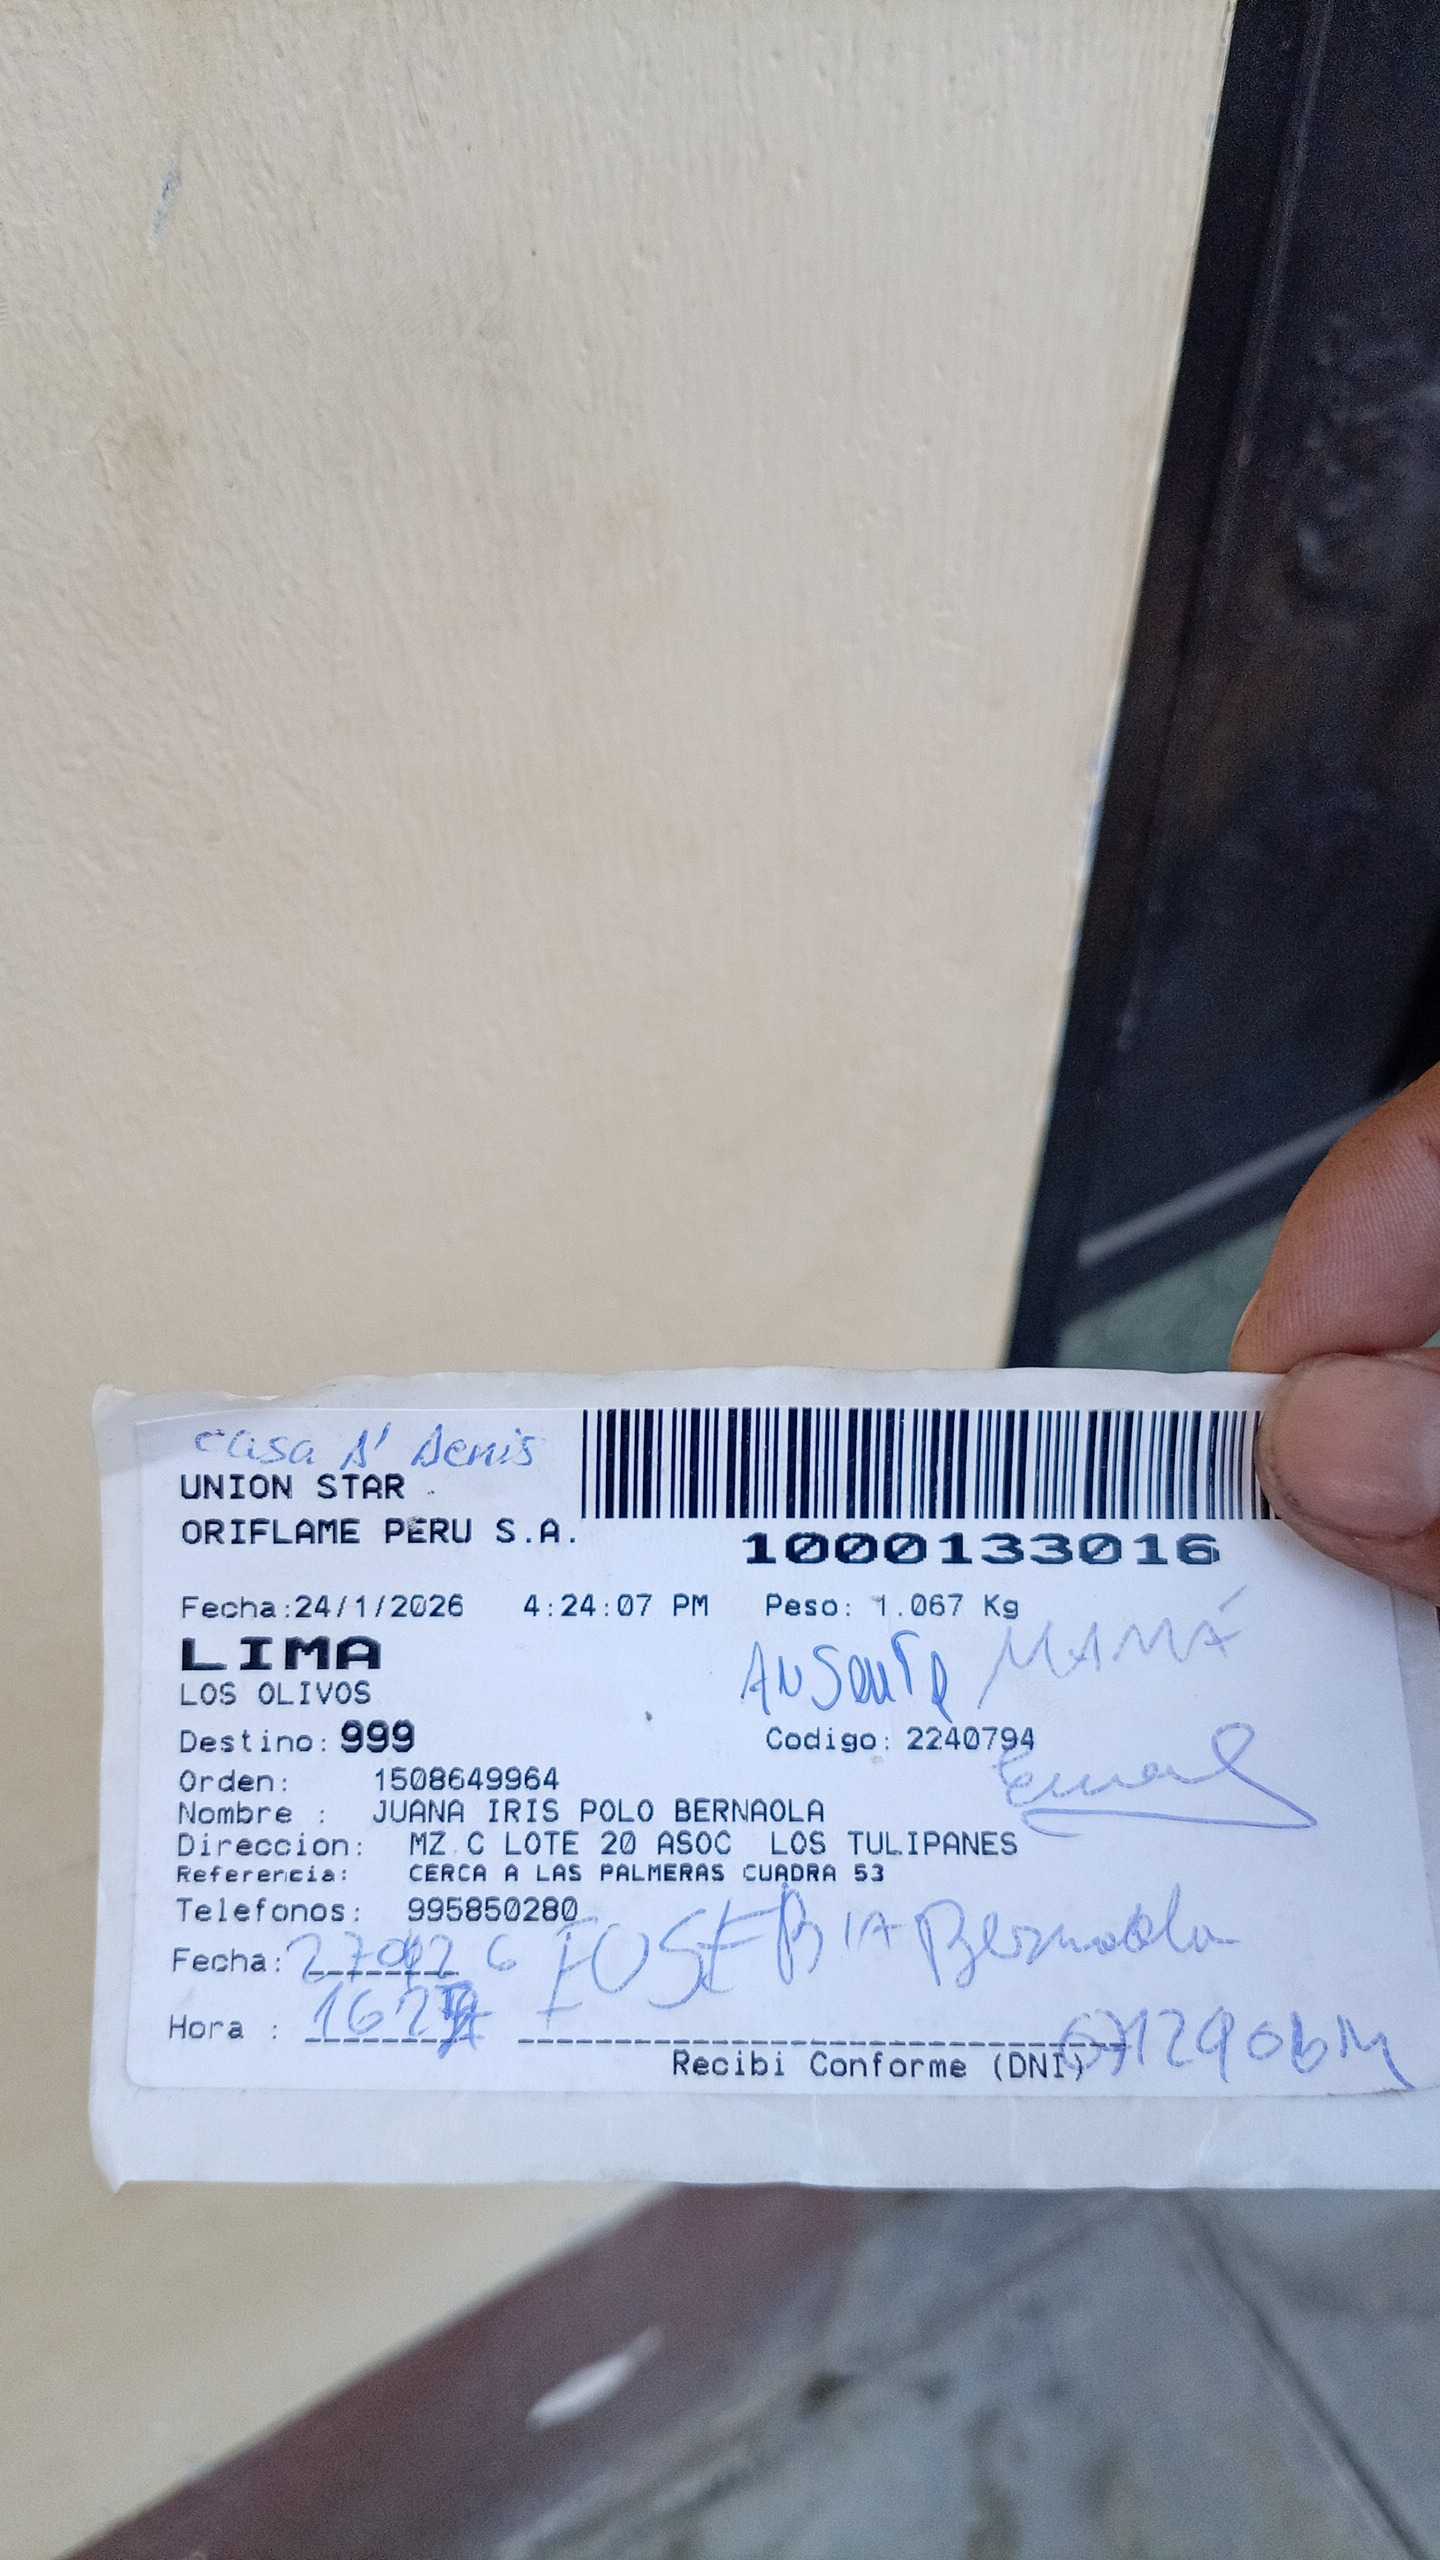 casa N' Denis
UNION STAR
ORIFLAME PERU S.A.
1000133016
Fecha:24/1/2026 4:24:07 PM Peso: 1.067 Kg
LIMA
AUSENTE MAMÁ
LOS OLIVOS
Destino: 999 Codigo: 2240794
Orden: 1508649964
Nombre : JUANA IRIS POLO BERNAOLA
Direccion: MZ C LOTE 20 ASOC LOS TULIPANES
Referencia: CERCA A LAS PALMERAS CUADRA 53
Telefonos: 995850280
Fecha: EUSEBIA Bernaola
Hora :
Recibi Conforme (DNI)